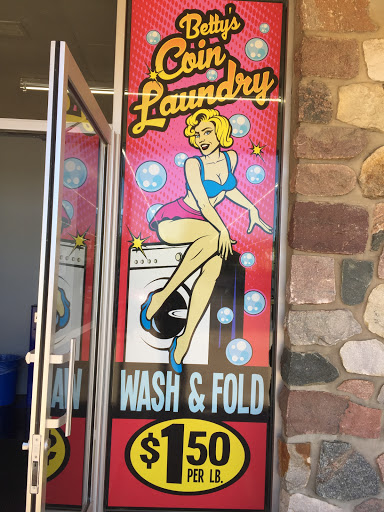 Betty's
Coin
Laundry
WASH & FOLD
$1.50
PER LB.